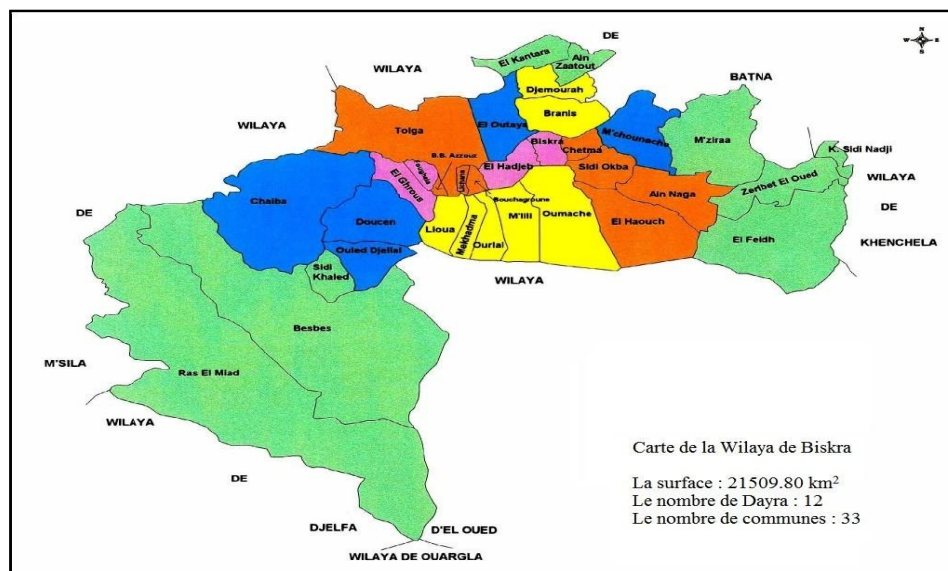 N
W E
S
DE
El Kantara
Ain
Zaatout
WILAYA
BATNA
Djemourah
Branis
WILAYA
Tolga
El Outaya
M'chounache
M'ziraa
Biskra
Chetma
K. Sidi Nadji
B.B. Azzouz
El Hadjeb
Sidi Okba
WILAYA
El Ghrous
Lichana
Zeribet El Oued
Bouchagroune
Ain Naga
DE
Chaiba
DE
Doucen
Lloua
Mekhadma
Ourlal
M'lili
Oumache
El Haouch
El Feidh
KHENCHELA
Ouled Djellal
Sidi
Khaled
WILAYA
Besbes
M'SILA
Ras El Miad
WILAYA
DE
DJELFA
D'EL OUED
WILAYA DE OUARGLA
Carte de la Wilaya de Biskra
La surface : 21509.80 km²
Le nombre de Dayra : 12
Le nombre de communes : 33